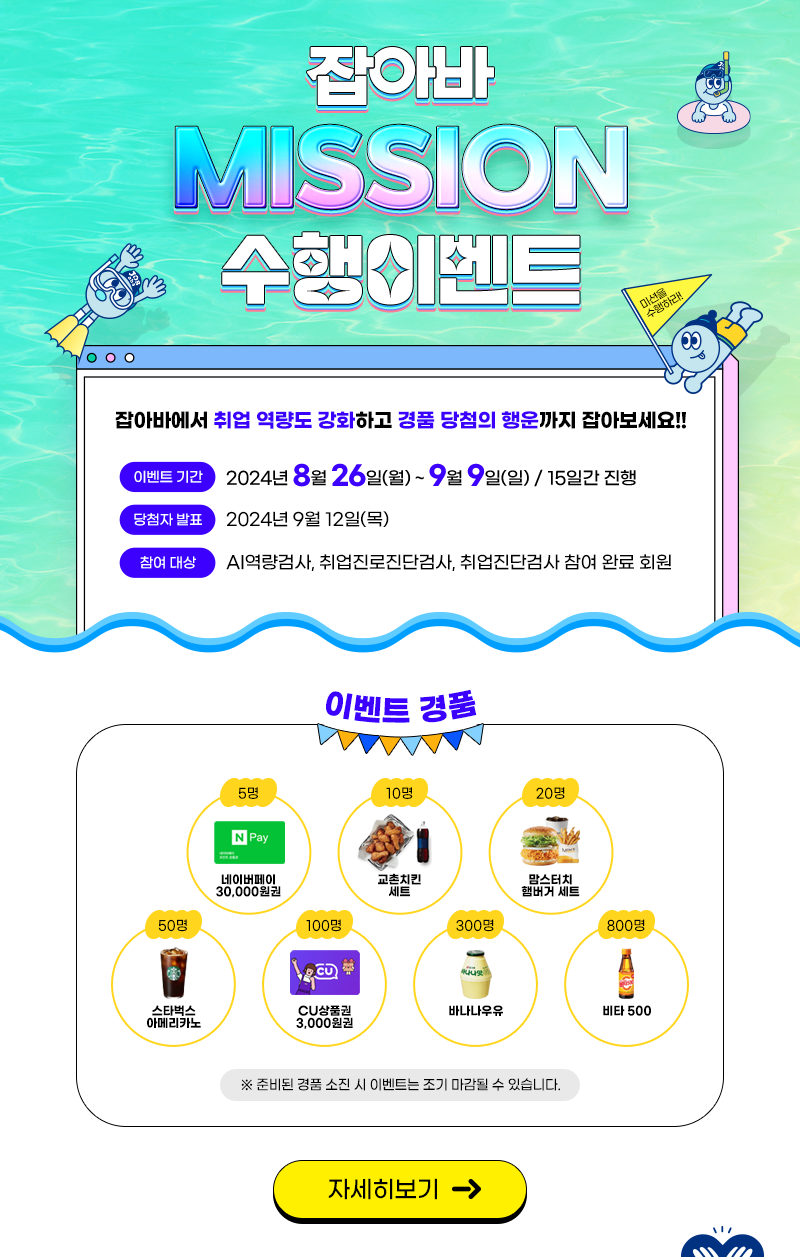 잡아바
MISSION
수행이벤트
미션을
수행하라!
잡아바에서 취업 역량도 강화하고 경품 당첨의 행운까지 잡아보세요!!
이벤트 기간 2024년 8월 26일(월) ~ 9월 9일(일) / 15일간 진행
당첨자 발표 2024년 9월 12일(목)
참여 대상 AI역량검사, 취업진로진단검사, 취업진단검사 참여 완료 회원
이벤트 경품
5명
N Pay
네이버페이
30,000원권
10명
교촌치킨
세트
20명
맘스터치
햄버거 세트
50명
스타벅스
아메리카노
100명
CU
CU상품권
3,000원권
300명
바나나맛
바나나우유
800명
비타 500
※ 준비된 경품 소진 시 이벤트는 조기 마감될 수 있습니다.
자세히보기 →